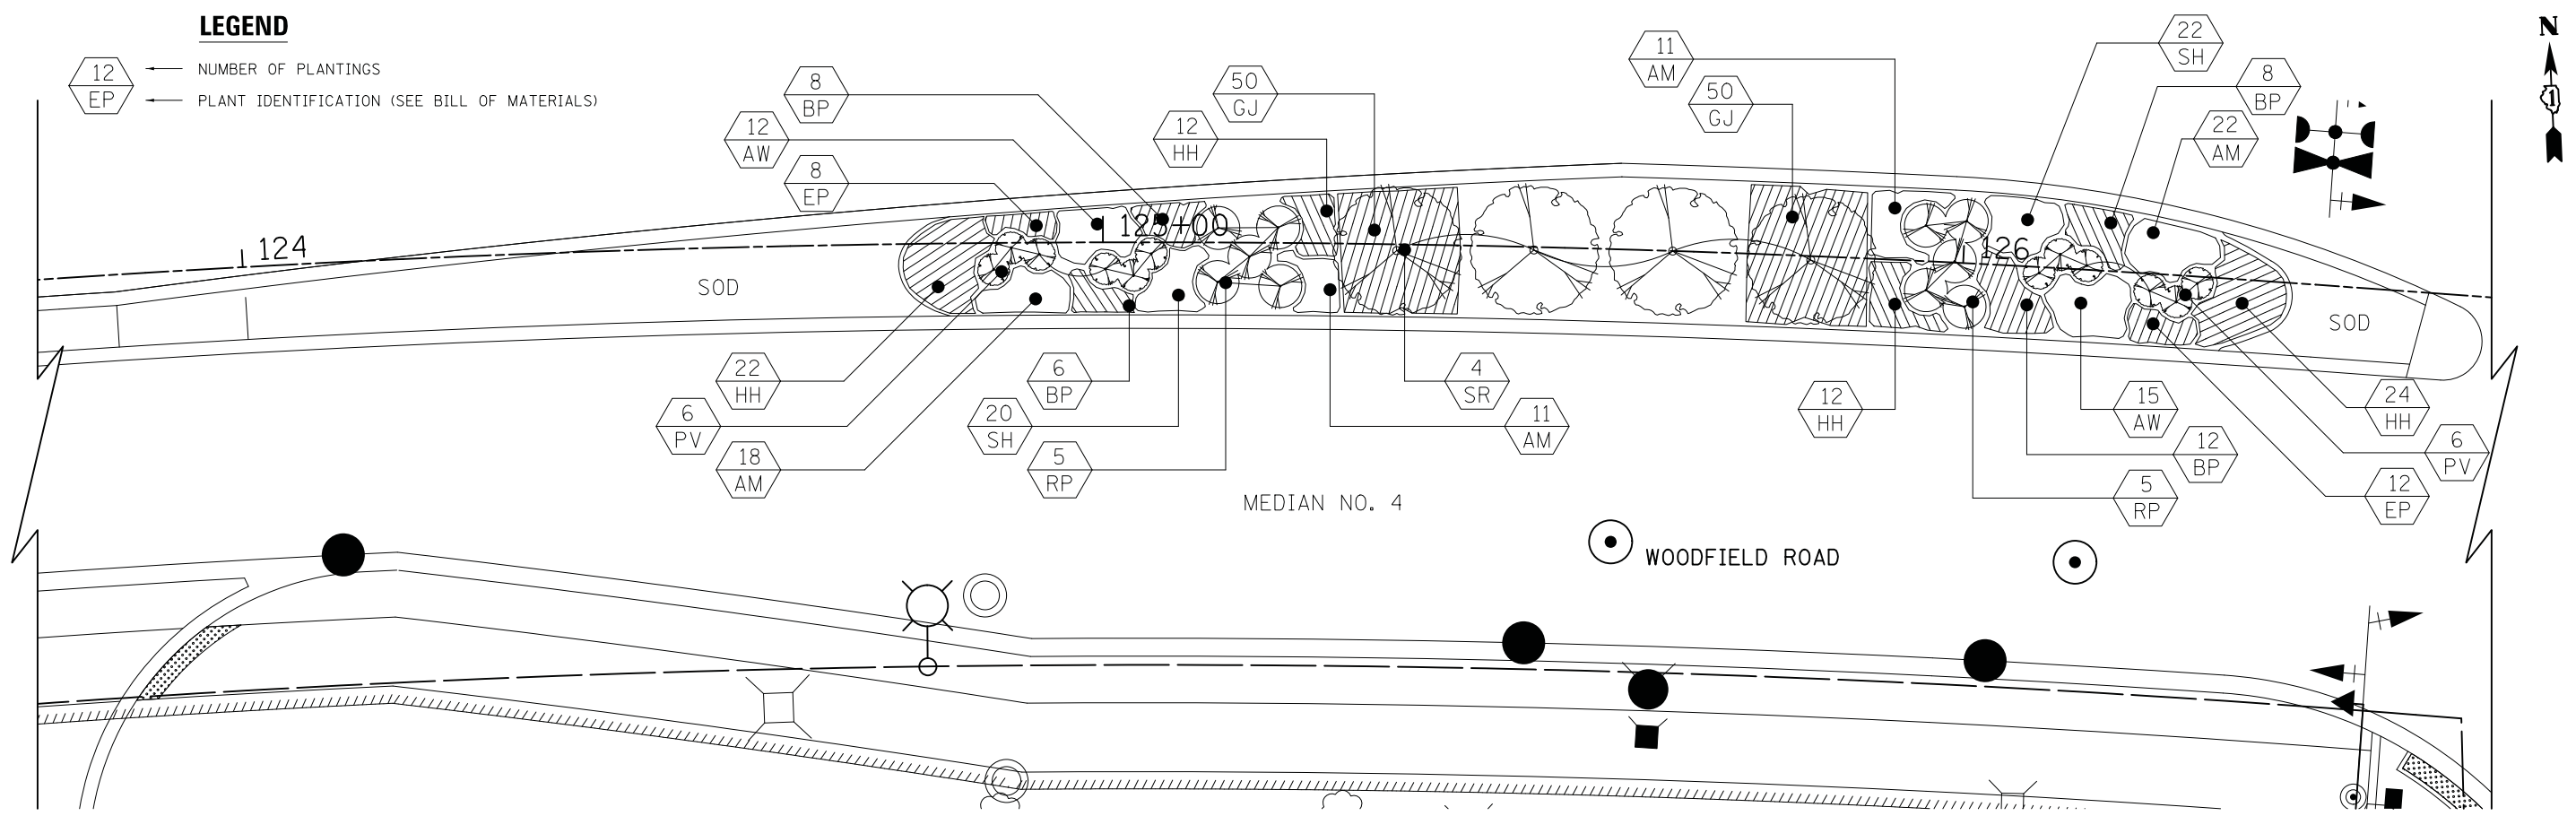 LEGEND
12
EP
NUMBER OF PLANTINGS
PLANT IDENTIFICATION (SEE BILL OF MATERIALS)
N
1
8
BP
12
AW
8
EP
50
GJ
12
HH
11
AM
50
GJ
22
SH
8
BP
22
AM
124
125+00
126
SOD
SOD
22
HH
6
PV
18
AM
6
BP
20
SH
5
RP
4
SR
11
AM
12
HH
15
AW
12
BP
5
RP
24
HH
6
PV
12
EP
MEDIAN NO. 4
WOODFIELD ROAD